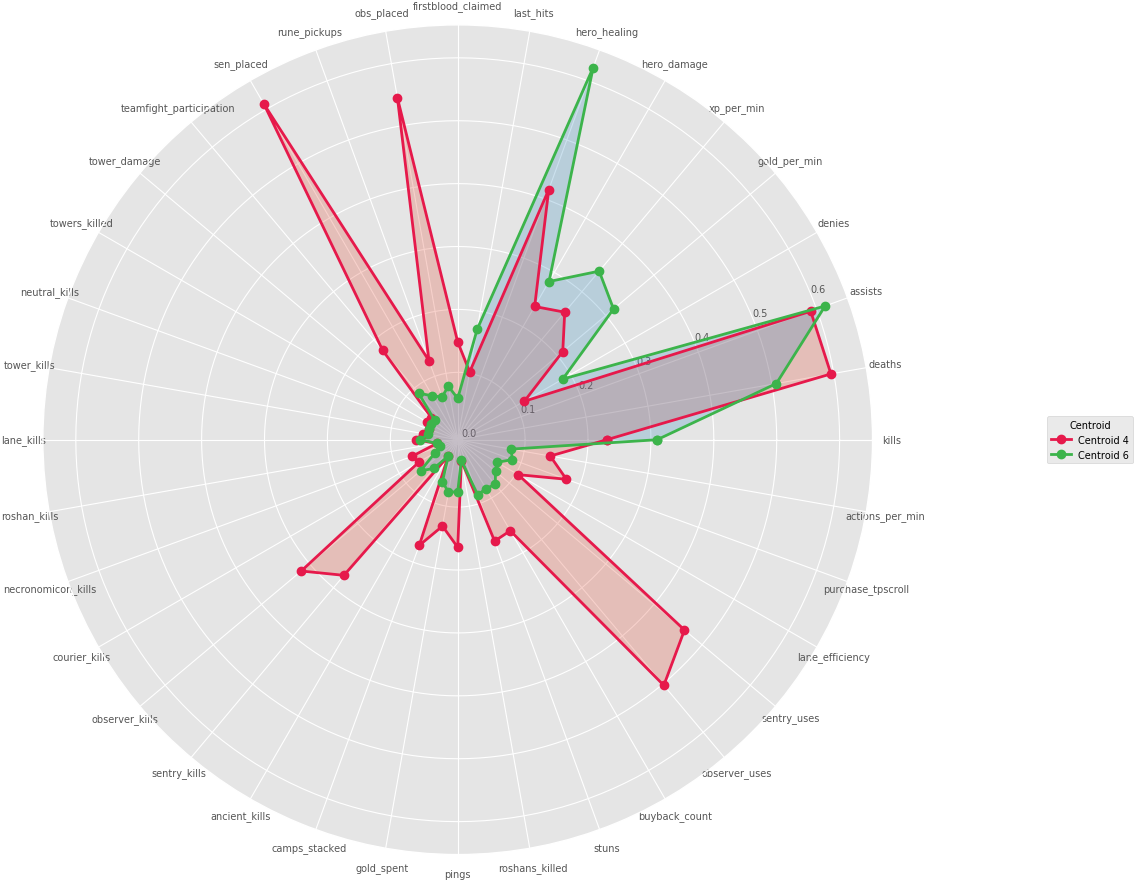 firstblood_claimed
obs_placed
last_hits
rune_pickups
hero_healing
sen_placed
hero_damage
teamfight_participation
xp_per_min
tower_damage
gold_per_min
towers_killed
denies
neutral_kills
0.6
assists
0.5
0.4
tower_kills
0.3
deaths
0.2
0.1
Centroid
lane_kills
0.0
kills
Centroid 4
Centroid 6
roshan_kills
actions_per_min
necronomicon_kills
purchase_tpscroll
courier_kills
lane_efficiency
observer_kills
sentry_uses
sentry_kills
observer_uses
ancient_kills
buyback_count
camps_stacked
stuns
gold_spent
roshans_killed
pings